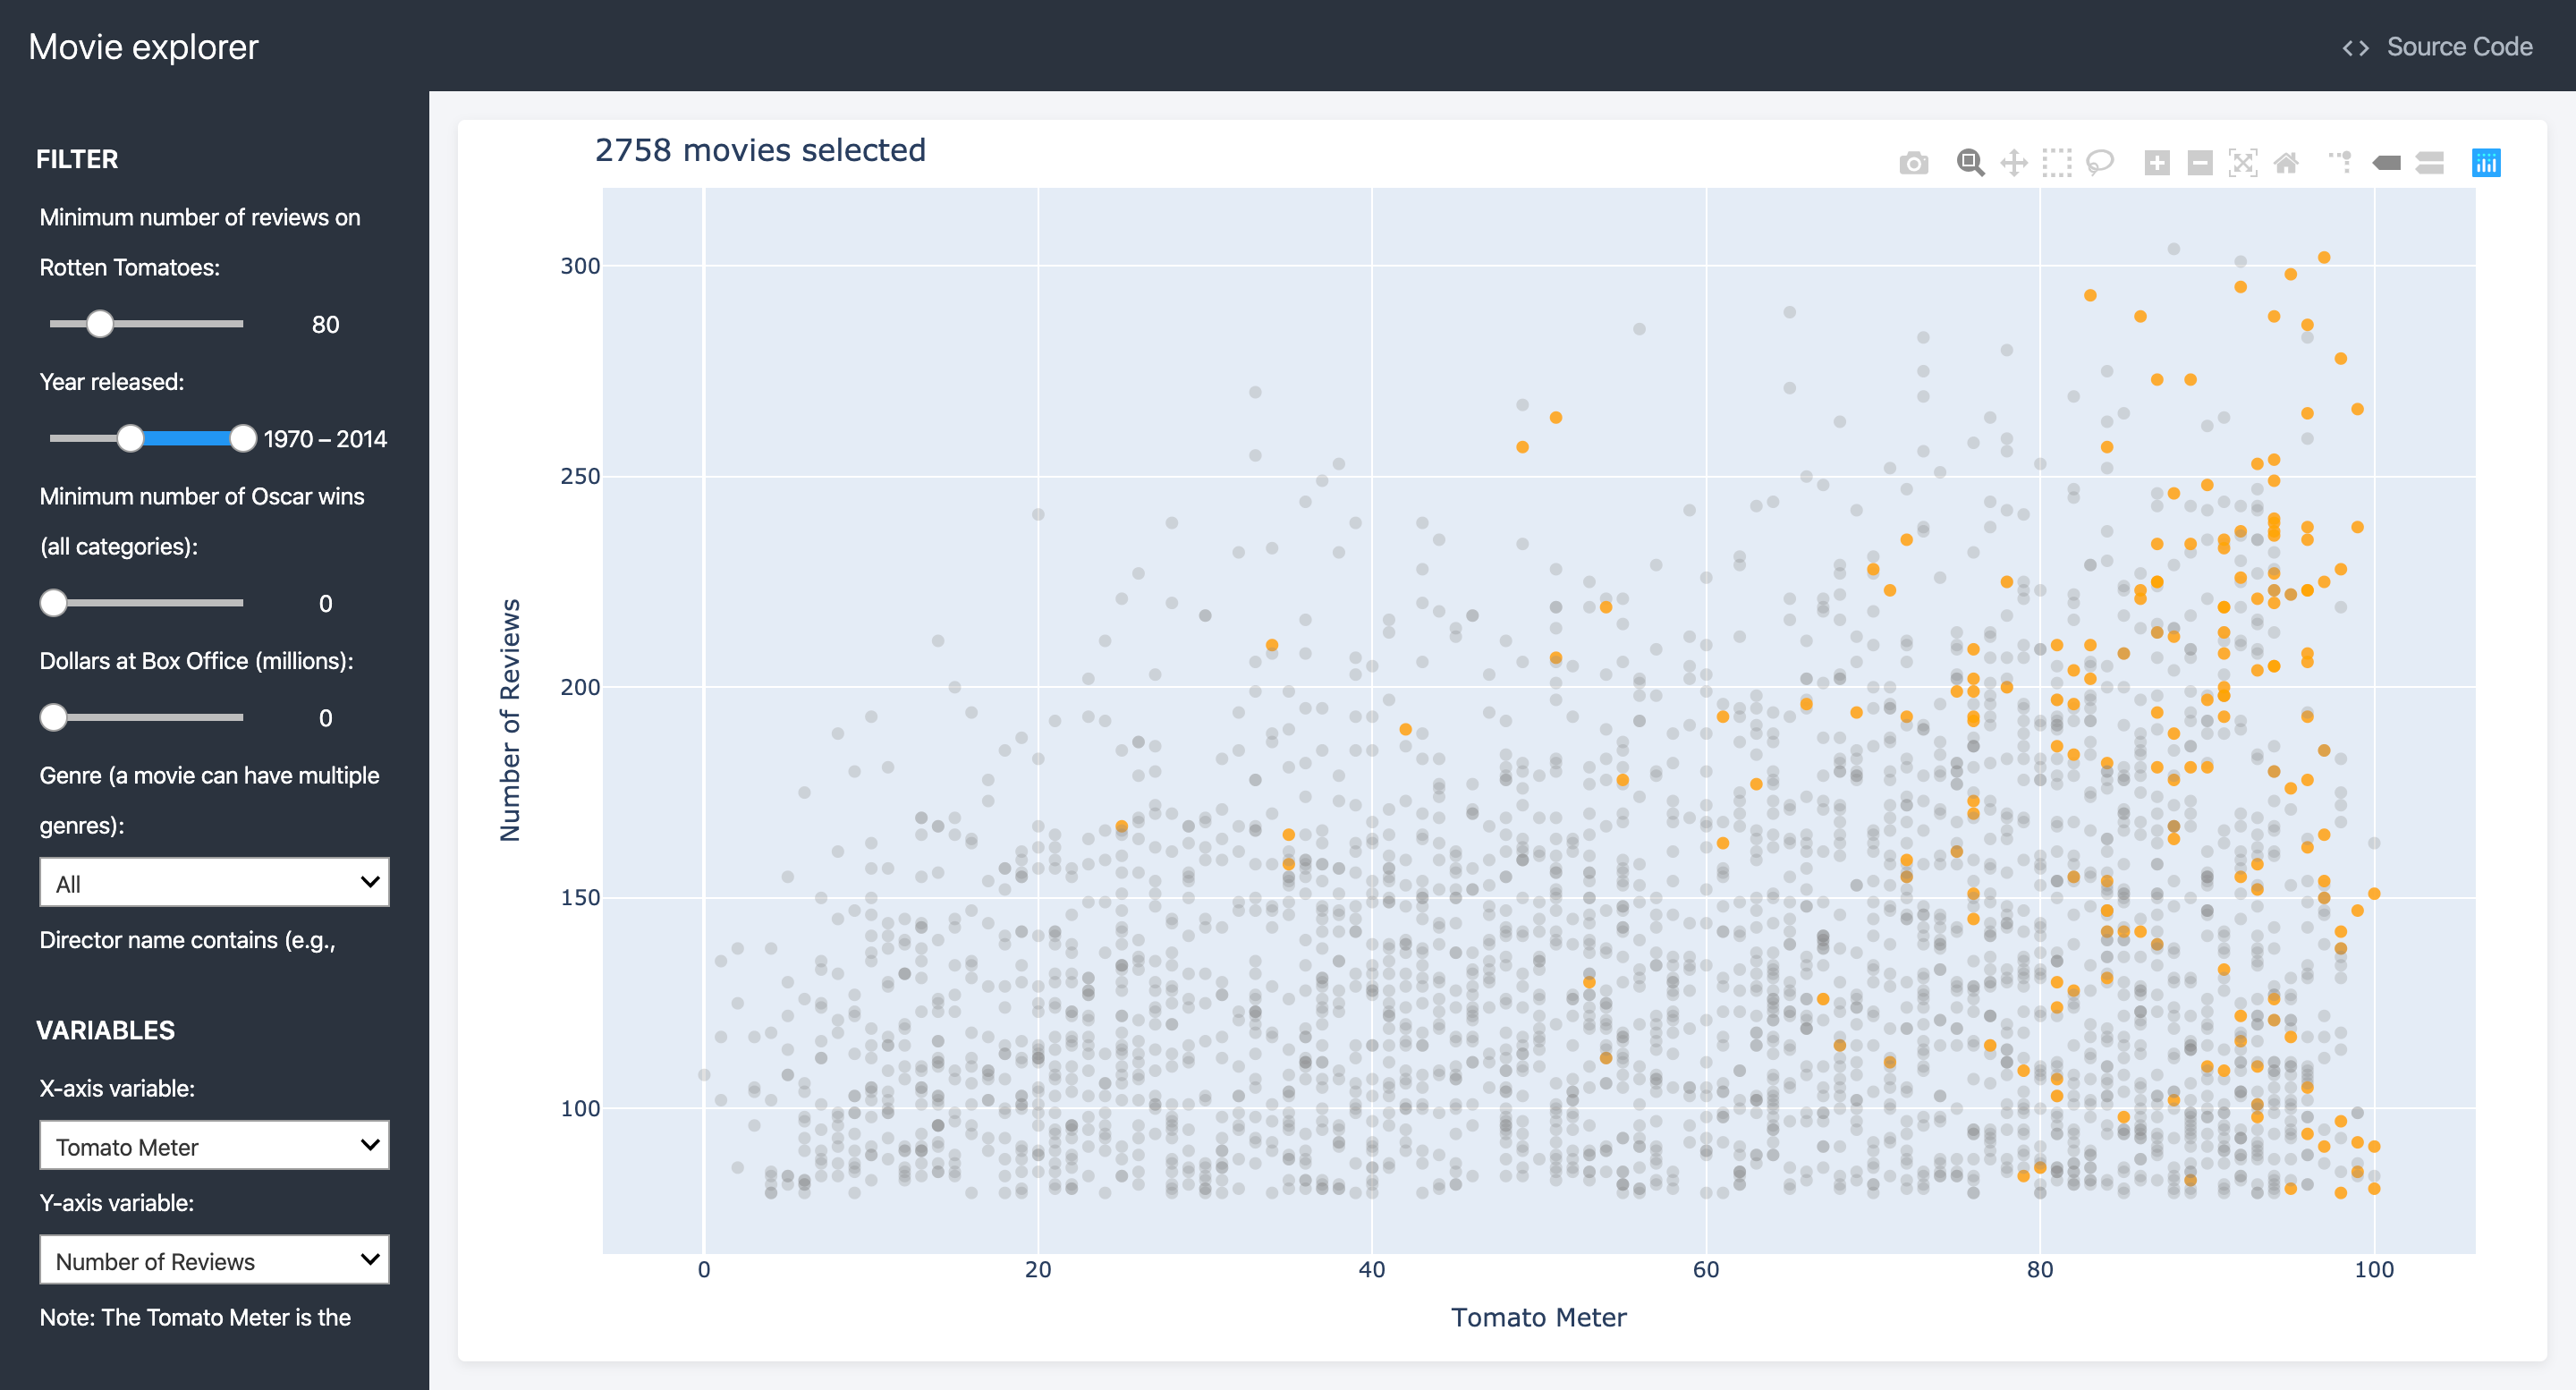 Movie explorer
<> Source Code
FILTER
Minimum number of reviews on
Rotten Tomatoes:
80
Year released:
1970 – 2014
Minimum number of Oscar wins
(all categories):
0
Dollars at Box Office (millions):
0
Genre (a movie can have multiple
genres):
All
Director name contains (e.g.,
VARIABLES
X-axis variable:
Tomato Meter
Y-axis variable:
Number of Reviews
Note: The Tomato Meter is the
2758 movies selected
Number of Reviews
300
250
200
150
100
0 20 40 60 80 100
Tomato Meter